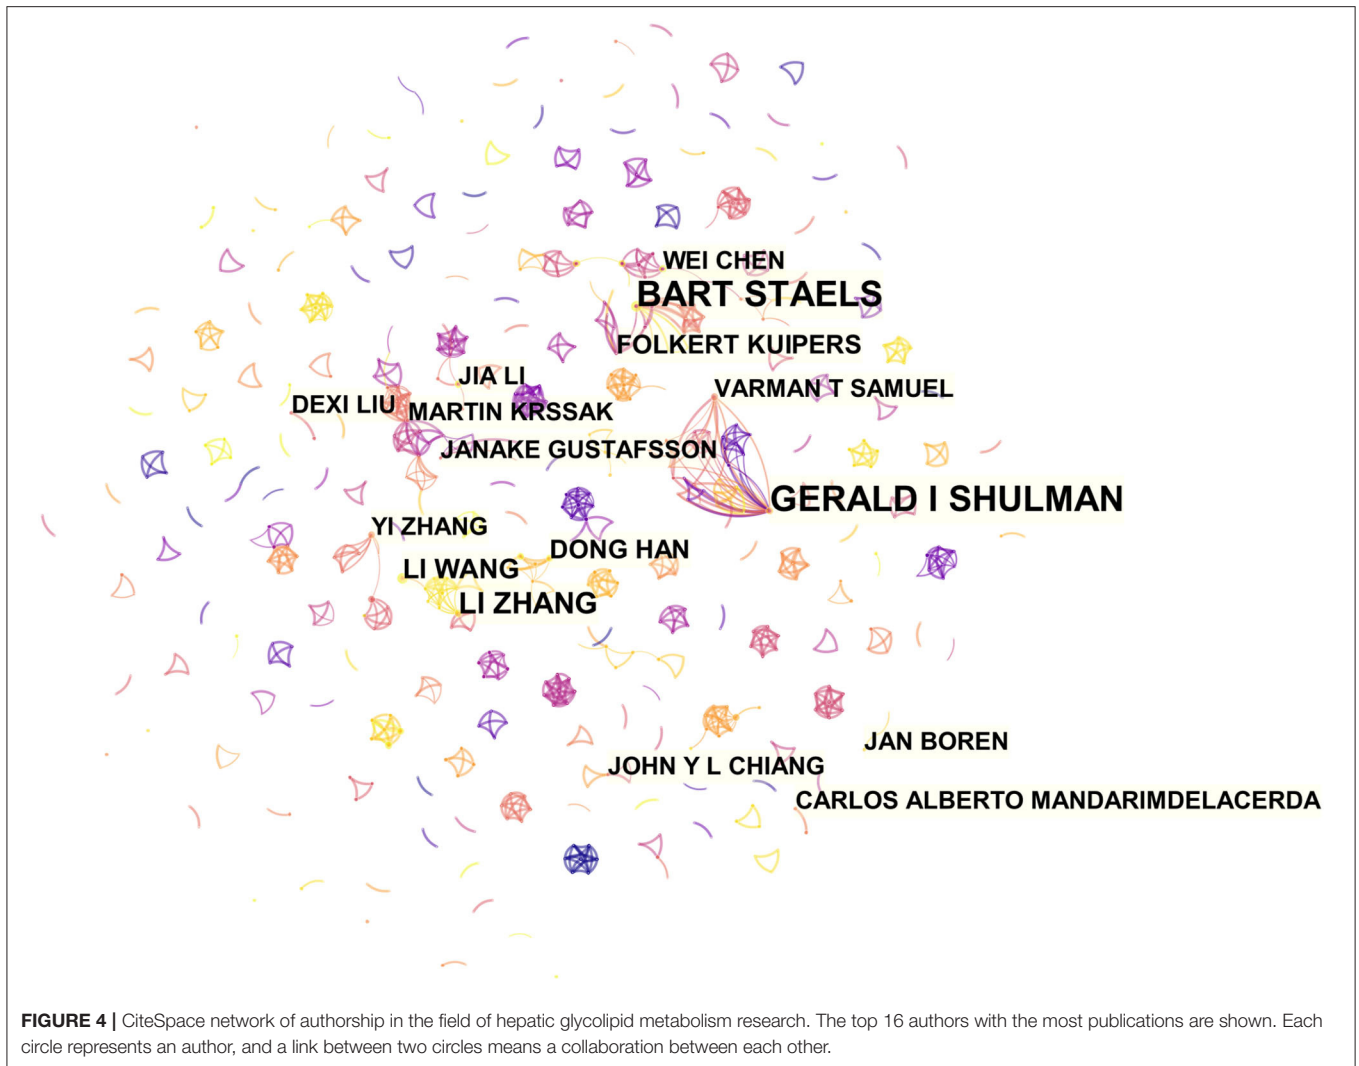 WEI CHEN
BART STAELS
FOLKERT KUIPERS
JIA LI
VARMAN T SAMUEL
DEXI LIU
MARTIN KRSSAK
JANAKE GUSTAFSSON
GERALD I SHULMAN
YI ZHANG
DONG HAN
LI WANG
LI ZHANG
JAN BOREN
JOHN Y L CHIANG
CARLOS ALBERTO MANDARIMDELACERDA
FIGURE 4 | CiteSpace network of authorship in the field of hepatic glycolipid metabolism research. The top 16 authors with the most publications are shown. Each
circle represents an author, and a link between two circles means a collaboration between each other.